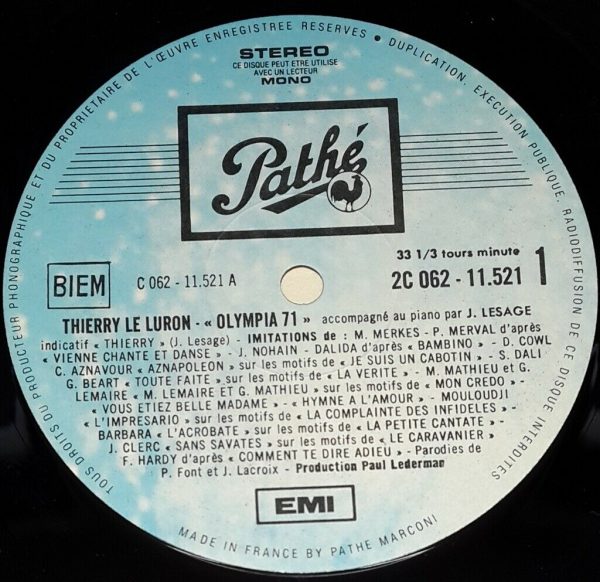 TOUS DROITS DU PRODUCTEUR PHONOGRAPHIQUE ET DU PROPRIETAIRE DE L'ŒUVRE ENREGISTREE RESERVES • DUPLICATION, EXECUTION PUBLIQUE, RADIODIFFUSION DE CE DISQUE INTERDITES
STEREO
CE DISQUE PEUT ETRE UTILISE
AVEC UN LECTEUR
MONO
Pathé
33 1/3 tours minute
BIEM
C 062 - 11.521 A
2C 062 - 11.521 1
THIERRY LE LURON - « OLYMPIA 71 » accompagné au piano par J. LESAGE
indicatif « THIERRY » (J. Lesage) - IMITATIONS de : M. MERKES - P. MERVAL d'après
« VIENNE CHANTE ET DANSE » - J. NOHAIN - DALIDA d'après « BAMBINO » - D. COWL
C. AZNAVOUR « AZNAPOLEON » sur les motifs de « JE SUIS UN CABOTIN » - S. DALI
G. BEART « TOUTE FAITE » sur les motifs de « LA VERITE » - M. MATHIEU et G.
LEMAIRE « M. LEMAIRE ET G. MATHIEU » sur les motifs de « MON CREDO » -
« VOUS ETIEZ BELLE MADAME » - « HYMNE A L'AMOUR » - MOULOUDJI
« L'IMPRESARIO » sur les motifs de « LA COMPLAINTE DES INFIDELES » -
BARBARA « L'ACROBATE » sur les motifs de « LA PETITE CANTATE » -
J. CLERC « SANS SAVATES » sur les motifs de « LE CARAVANIER »
F. HARDY d'après « COMMENT TE DIRE ADIEU » - Parodies de
P. Font et J. Lacroix - Production Paul Lederman
EMI
MADE IN FRANCE BY PATHE MARCONI